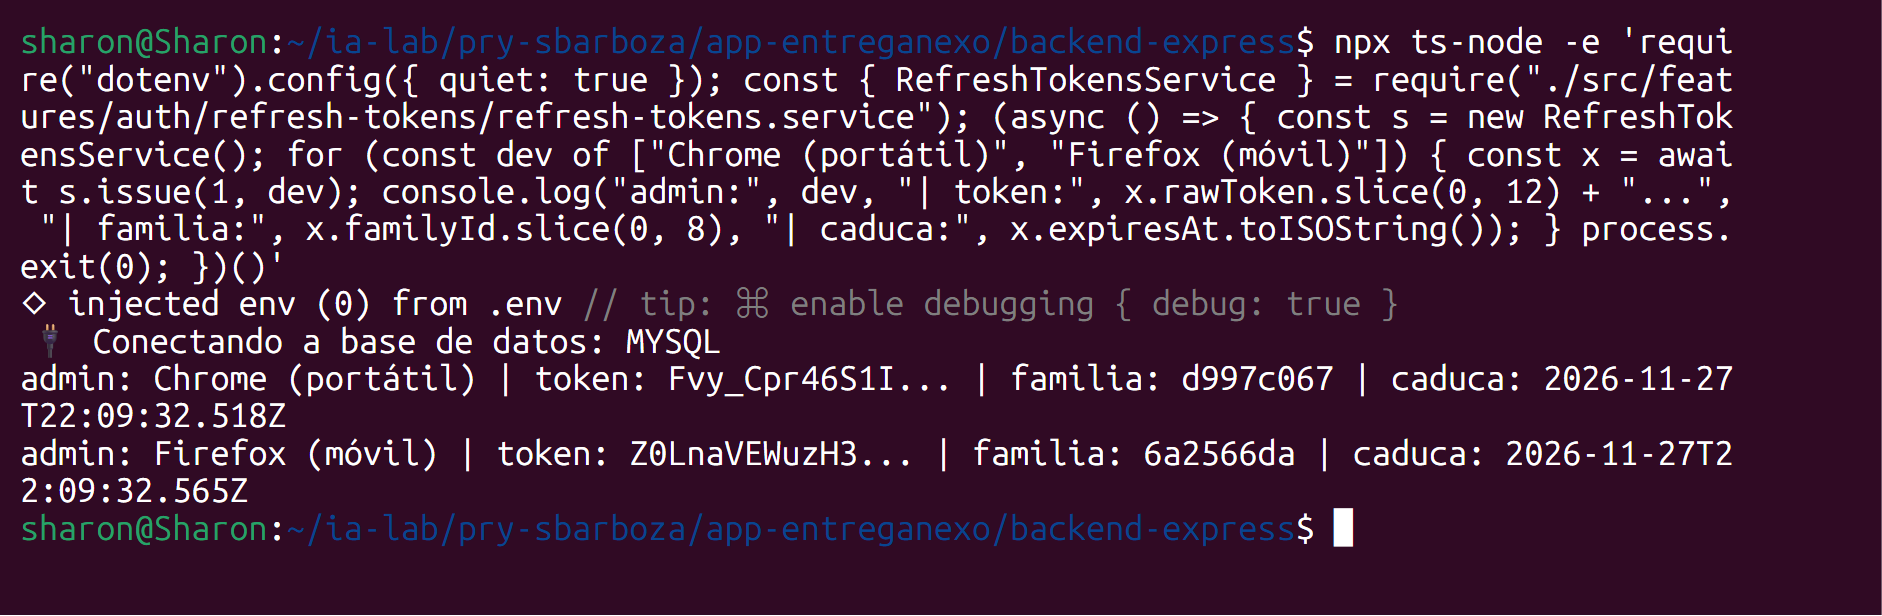 sharon@Sharon:~/ia-lab/pry-sbarboza/app-entreganexo/backend-express$ npx ts-node -e 'requi
re("dotenv").config({ quiet: true }); const { RefreshTokensService } = require("./src/feat
ures/auth/refresh-tokens/refresh-tokens.service"); (async () => { const s = new RefreshTok
ensService(); for (const dev of ["Chrome (portátil)", "Firefox (móvil)"]) { const x = awai
t s.issue(1, dev); console.log("admin:", dev, "| token:", x.rawToken.slice(0, 12) + "...",
 "| familia:", x.familyId.slice(0, 8), "| caduca:", x.expiresAt.toISOString()); } process.
exit(0); })()'
◇ injected env (0) from .env // tip: ⌘ enable debugging { debug: true }
🔌 Conectando a base de datos: MYSQL
admin: Chrome (portátil) | token: Fvy_Cpr46S1I... | familia: d997c067 | caduca: 2026-11-27
T22:09:32.518Z
admin: Firefox (móvil) | token: Z0LnaVEWuzH3... | familia: 6a2566da | caduca: 2026-11-27T2
2:09:32.565Z
sharon@Sharon:~/ia-lab/pry-sbarboza/app-entreganexo/backend-express$